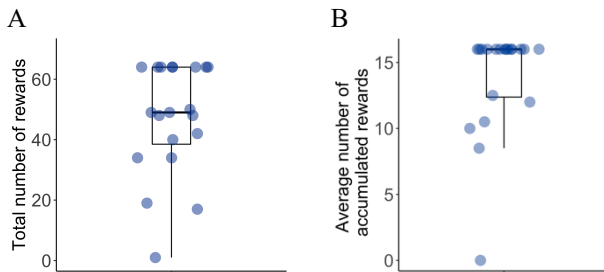 A
Total number of rewards
60
40
20
0
B
Average number of
accumulated rewards
15
10
5
0